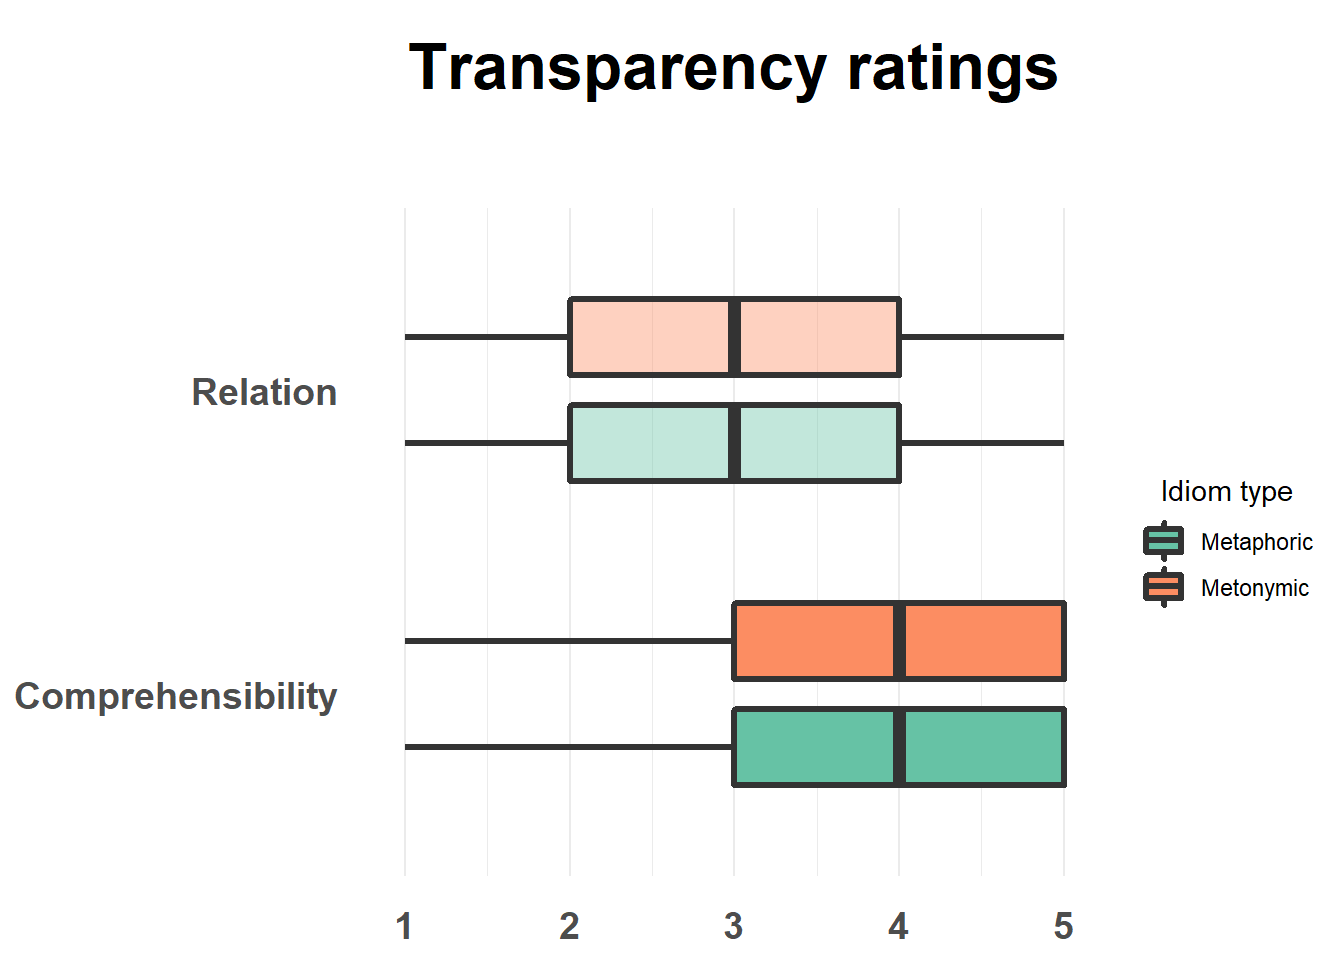 Transparency ratings
Relation
Comprehensibility
1 2 3 4 5
Idiom type
Metaphoric
Metonymic